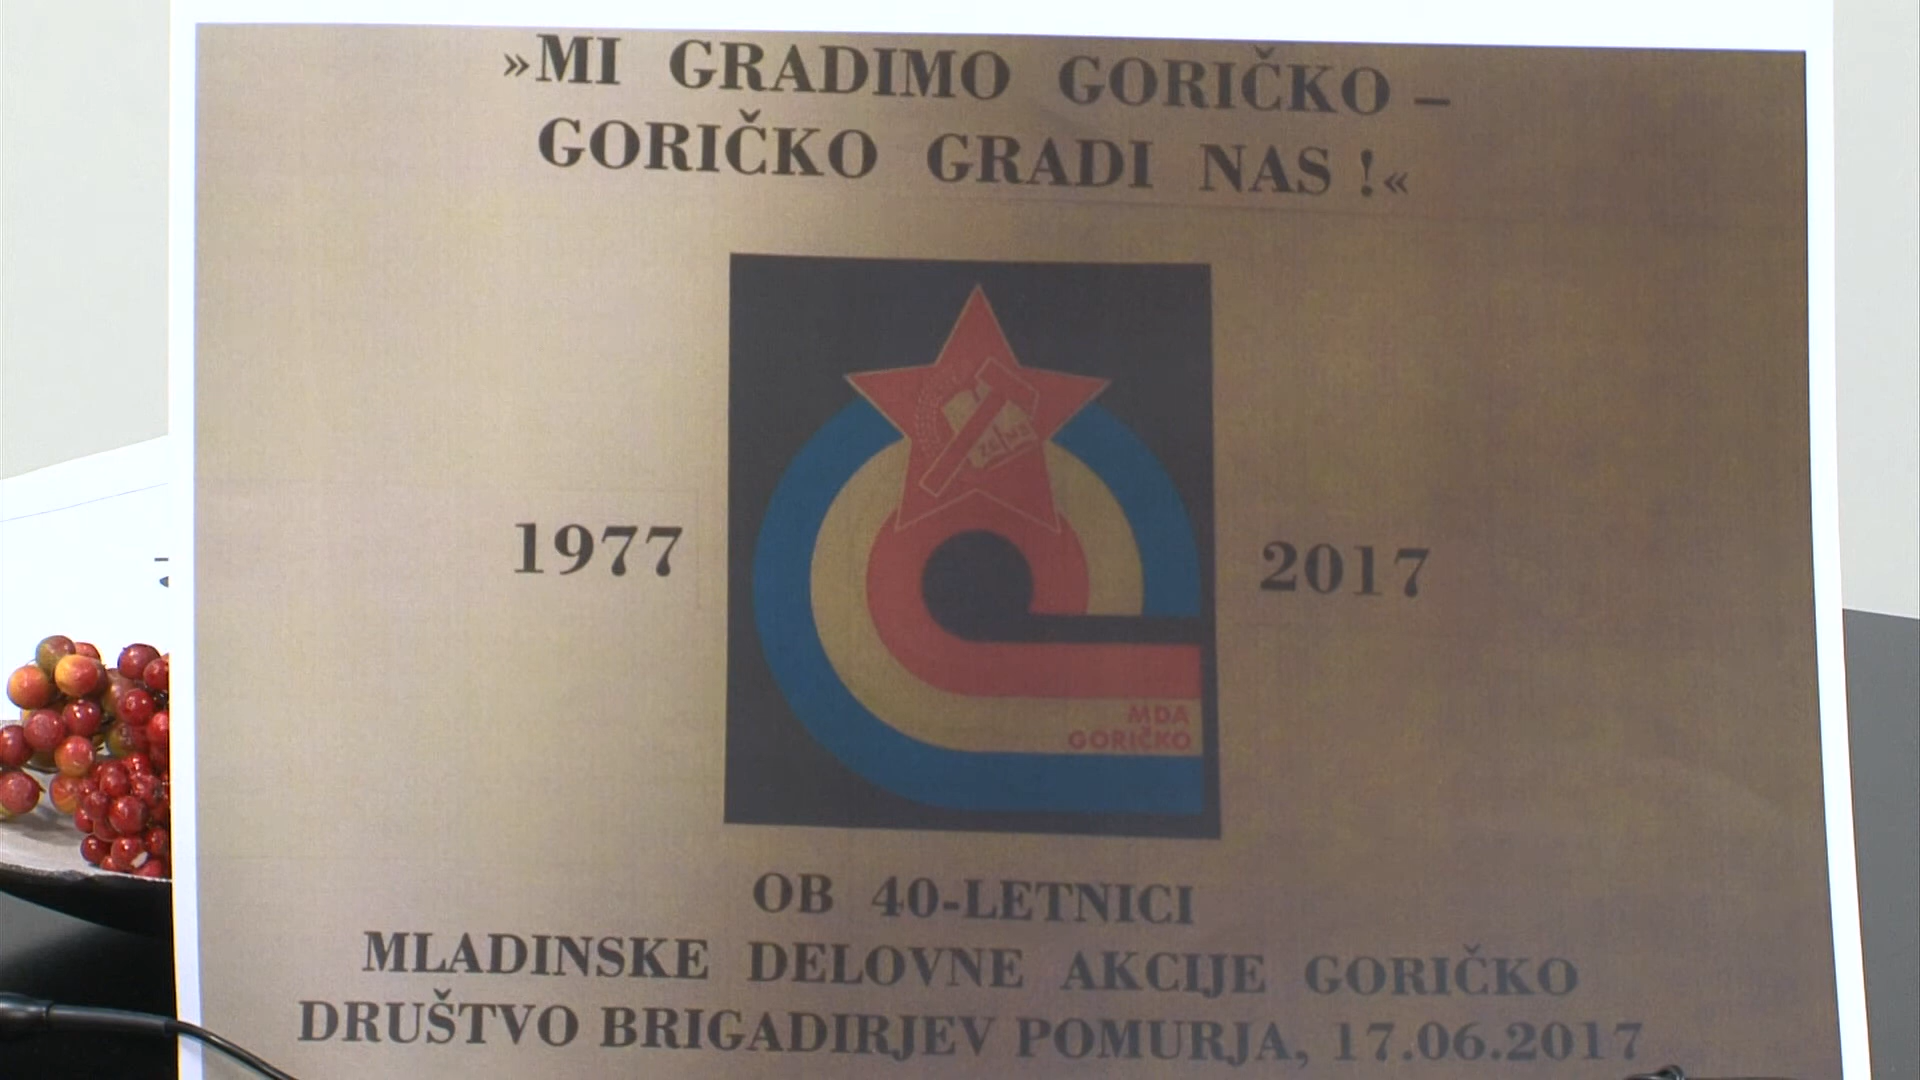 »MI GRADIMO GORIČKO –
GORIČKO GRADI NAS !«
1977
2017
MDA
GORIČKO
OB 40-LETNICI
MLADINSKE DELOVNE AKCIJE GORIČKO
DRUŠTVO BRIGADIRJEV POMURJA, 17.06.2017